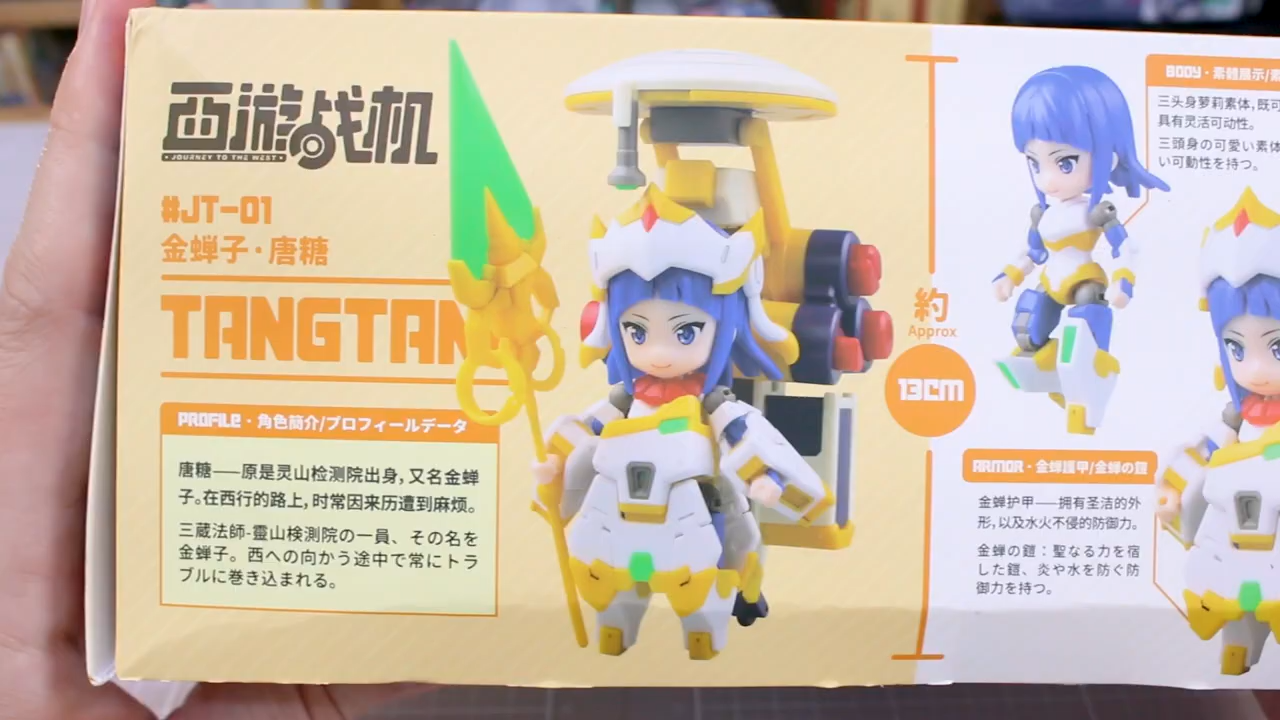 西游战机
• JOURNEY TO THE WEST •
#JT-01
金蝉子·唐糖
TANGTAN
PROFILE・角色簡介/プロフィールデータ
唐糖——原是灵山检测院出身,又名金蝉
子。在西行的路上,时常因来历遭到麻烦。
三蔵法師-靈山検測院の一員、その名を
金蝉子。西への向かう途中で常にトラ
ブルに巻き込まれる。
約
Approx
13CM
BODY・素體展示/素
三头身萝莉素体,既可
具有灵活可动性。
三頭身の可愛い素体
い可動性を持つ。
ARMOR・金蝉護甲/金蝉の鎧
金蝉护甲——拥有圣洁的外
形,以及水火不侵的防御力。
金蝉の鎧：聖なる力を宿
した鎧、炎や水を防ぐ防
御力を持つ。